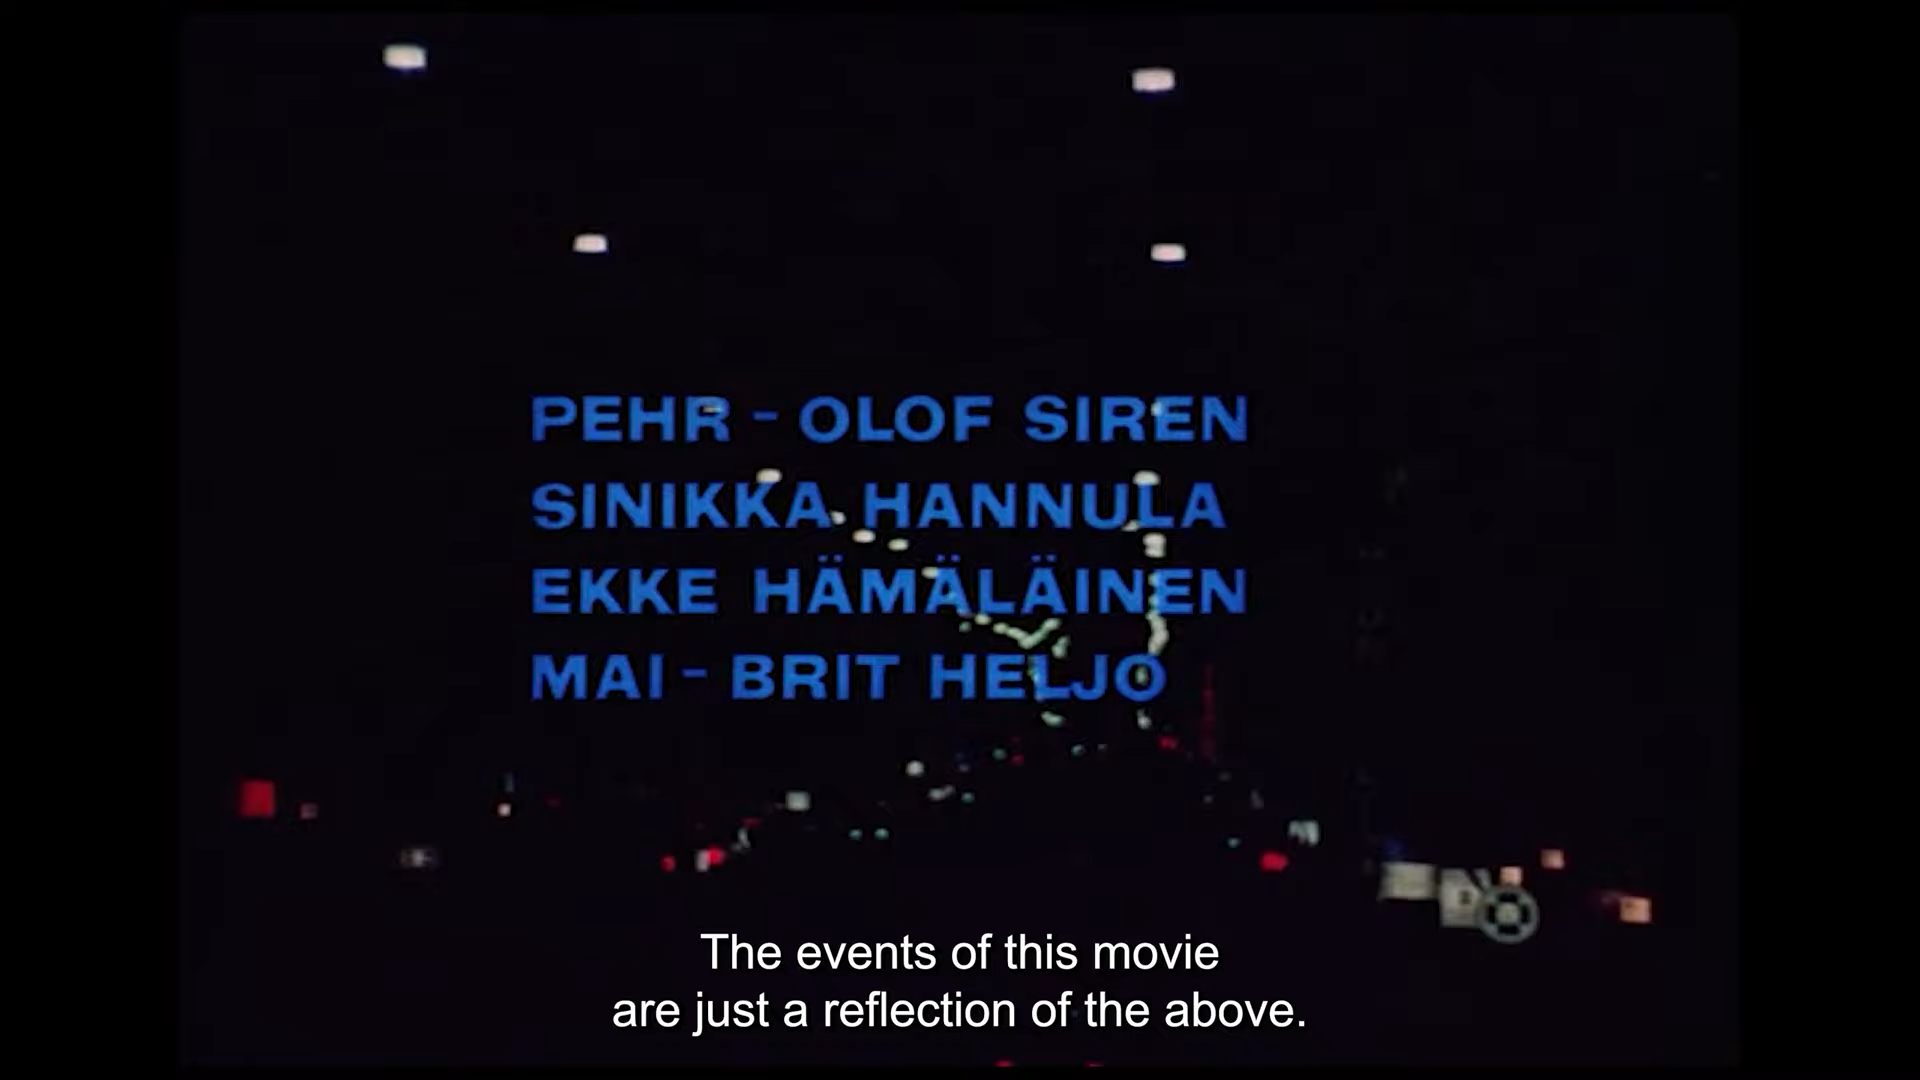 PEHR - OLOF SIREN
SINIKKA HANNULA
EKKE HÄMÄLÄINEN
MAI - BRIT HELJO
The events of this movie
are just a reflection of the above.